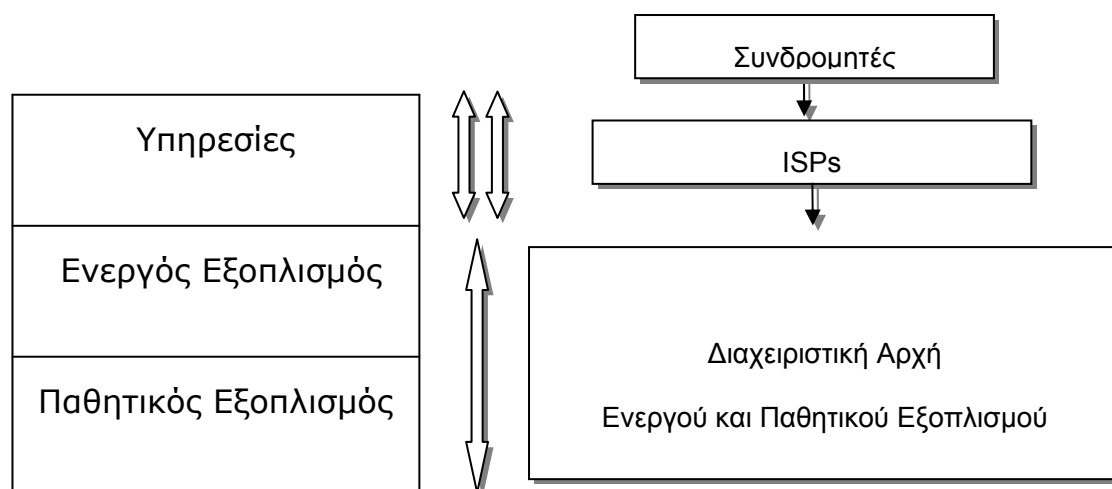 Συνδρομητές
Υπηρεσίες
ISPs
Ενεργός Εξοπλισμός
Παθητικός Εξοπλισμός
Διαχειριστική Αρχή
Ενεργού και Παθητικού Εξοπλισμού